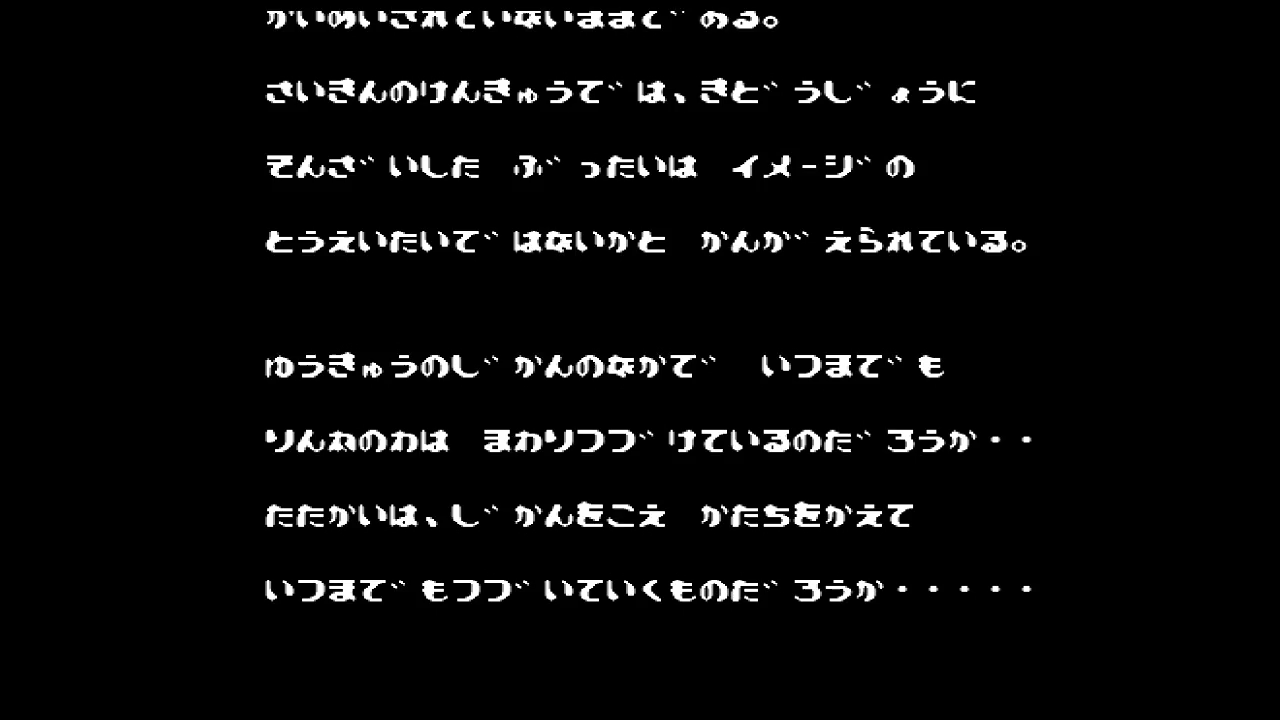 かいめいされていないままである。
さいきんのけんきゅうでは、きどうじょうに
てんざいした　ぶったいは　イメージの
とうえいたいではないかと　かんがえられている。
ゆうきゅうのじかんのなかで　いつまでも
りんねのわは　まわりつづけているのだろうか・・
たたかいは、じかんをこえ　かたちをかえて
いつまでもつづいていくものだろうか・・・・・